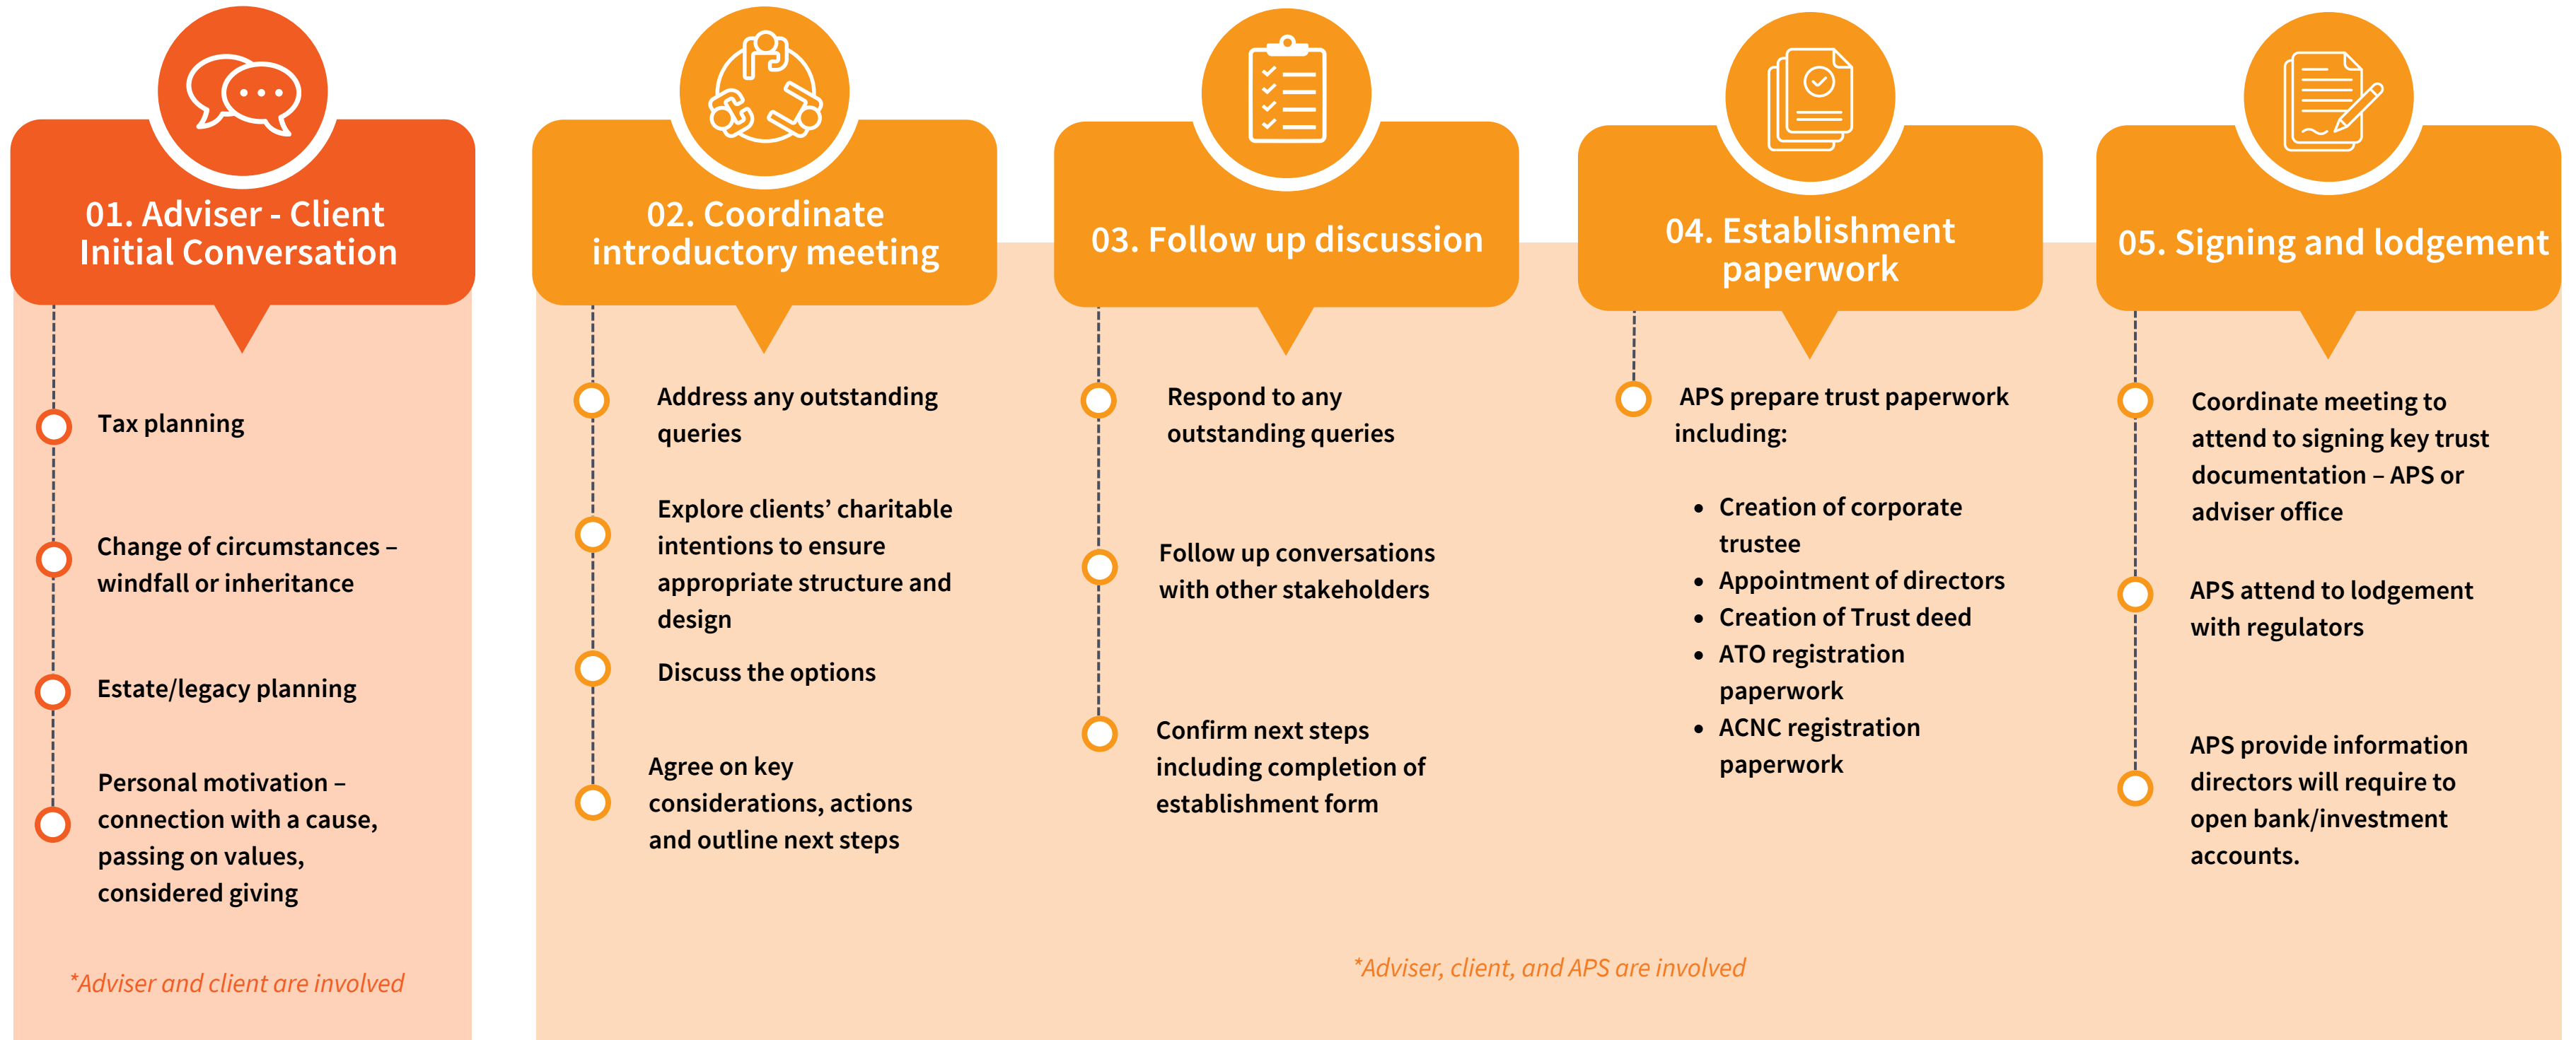 01. Adviser - Client
Initial Conversation
Tax planning
Change of circumstances –
windfall or inheritance
Estate/legacy planning
Personal motivation –
connection with a cause,
passing on values,
considered giving
*Adviser and client are involved
02. Coordinate
introductory meeting
Address any outstanding
queries
Explore clients’ charitable
intentions to ensure
appropriate structure and
design
Discuss the options
Agree on key
considerations, actions
and outline next steps
03. Follow up discussion
Respond to any
outstanding queries
Follow up conversations
with other stakeholders
Confirm next steps
including completion of
establishment form
04. Establishment
paperwork
APS prepare trust paperwork
including:
• Creation of corporate
trustee
• Appointment of directors
• Creation of Trust deed
• ATO registration
paperwork
• ACNC registration
paperwork
05. Signing and lodgement
Coordinate meeting to
attend to signing key trust
documentation – APS or
adviser office
APS attend to lodgement
with regulators
APS provide information
directors will require to
open bank/investment
accounts.
*Adviser, client, and APS are involved